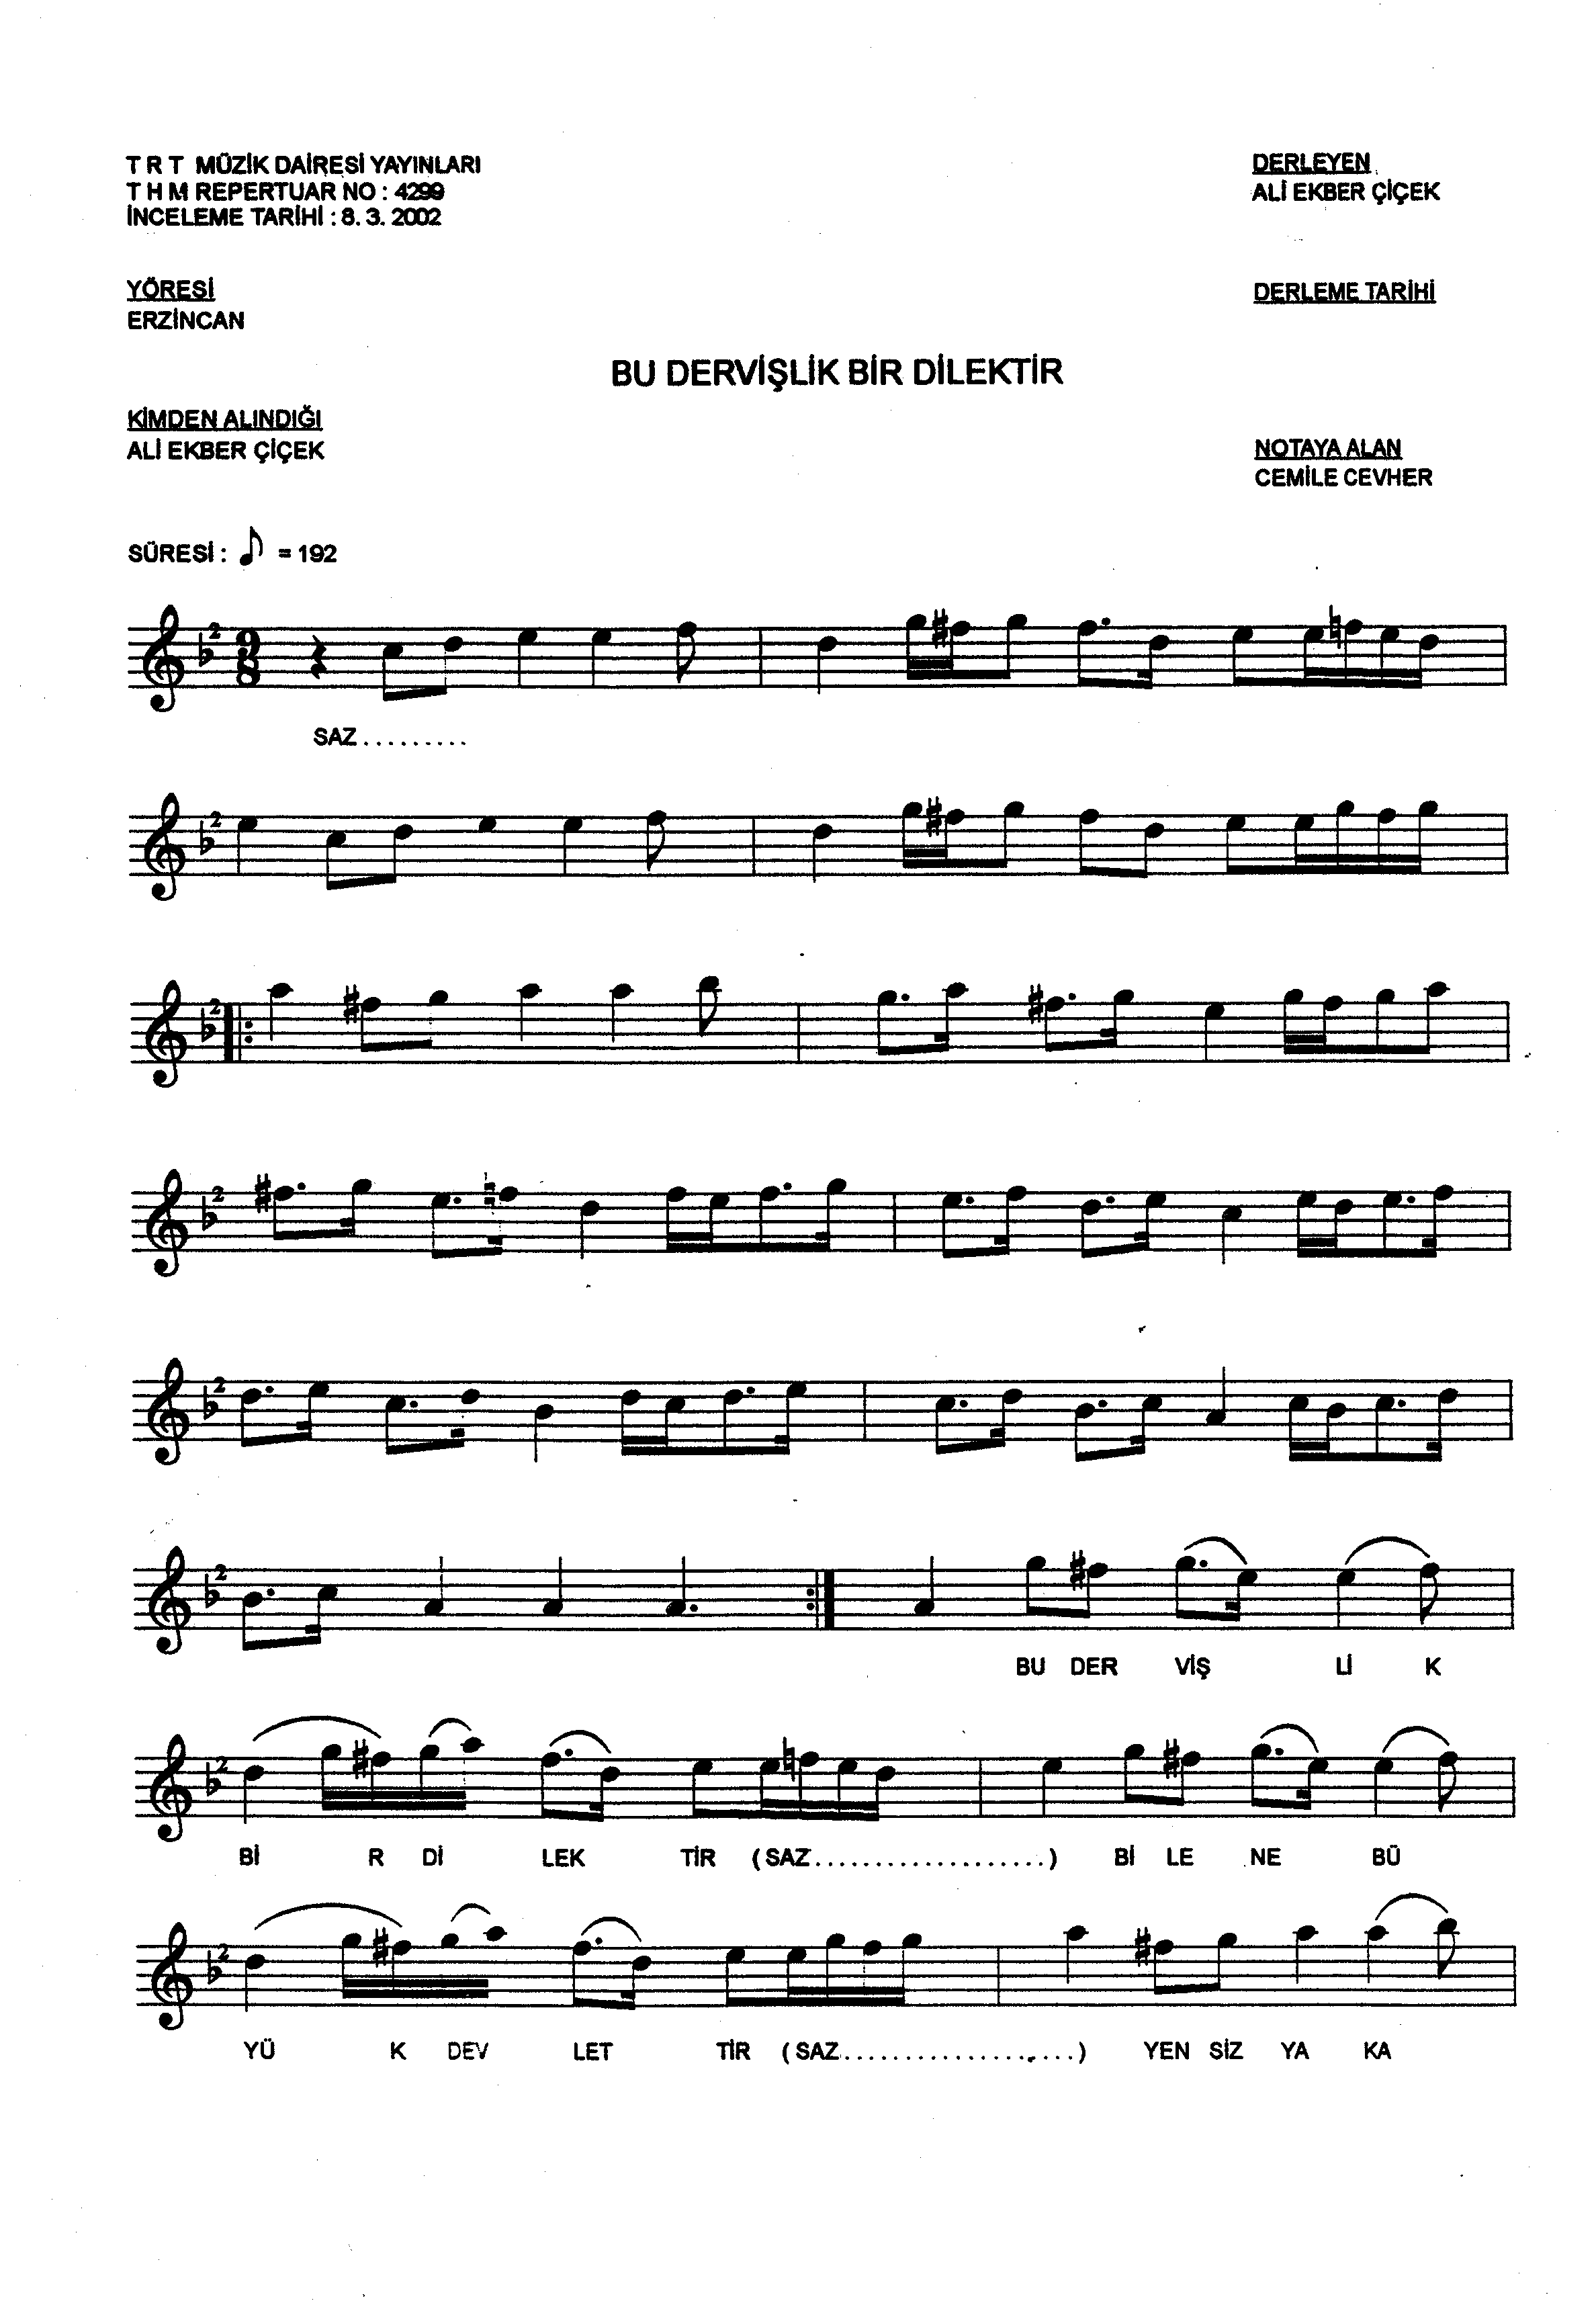 T R T MÜZİK DAİRESİ YAYINLARI
T H M REPERTUAR NO : 4299
İNCELEME TARİHİ : 8. 3. 2002
DERLEYEN
ALİ EKBER ÇİÇEK
YÖRESİ
ERZİNCAN
DERLEME TARİHİ
BU DERVİŞLİK BİR DİLEKTİR
KİMDEN ALINDIĞI
ALİ EKBER ÇİÇEK
NOTAYA ALAN
CEMİLE CEVHER
SÜRESİ : ♪ = 192
SAZ . . . . . . . . .
BU DER VİŞ Lİ K
Bİ R Dİ LEK TİR ( SAZ . . . . . . . . . . . . . . . . . . . ) Bİ LE NE BÜ
YÜ K DEV LET TİR ( SAZ . . . . . . . . . . . . . . . . . . . ) YEN SİZ YA KA